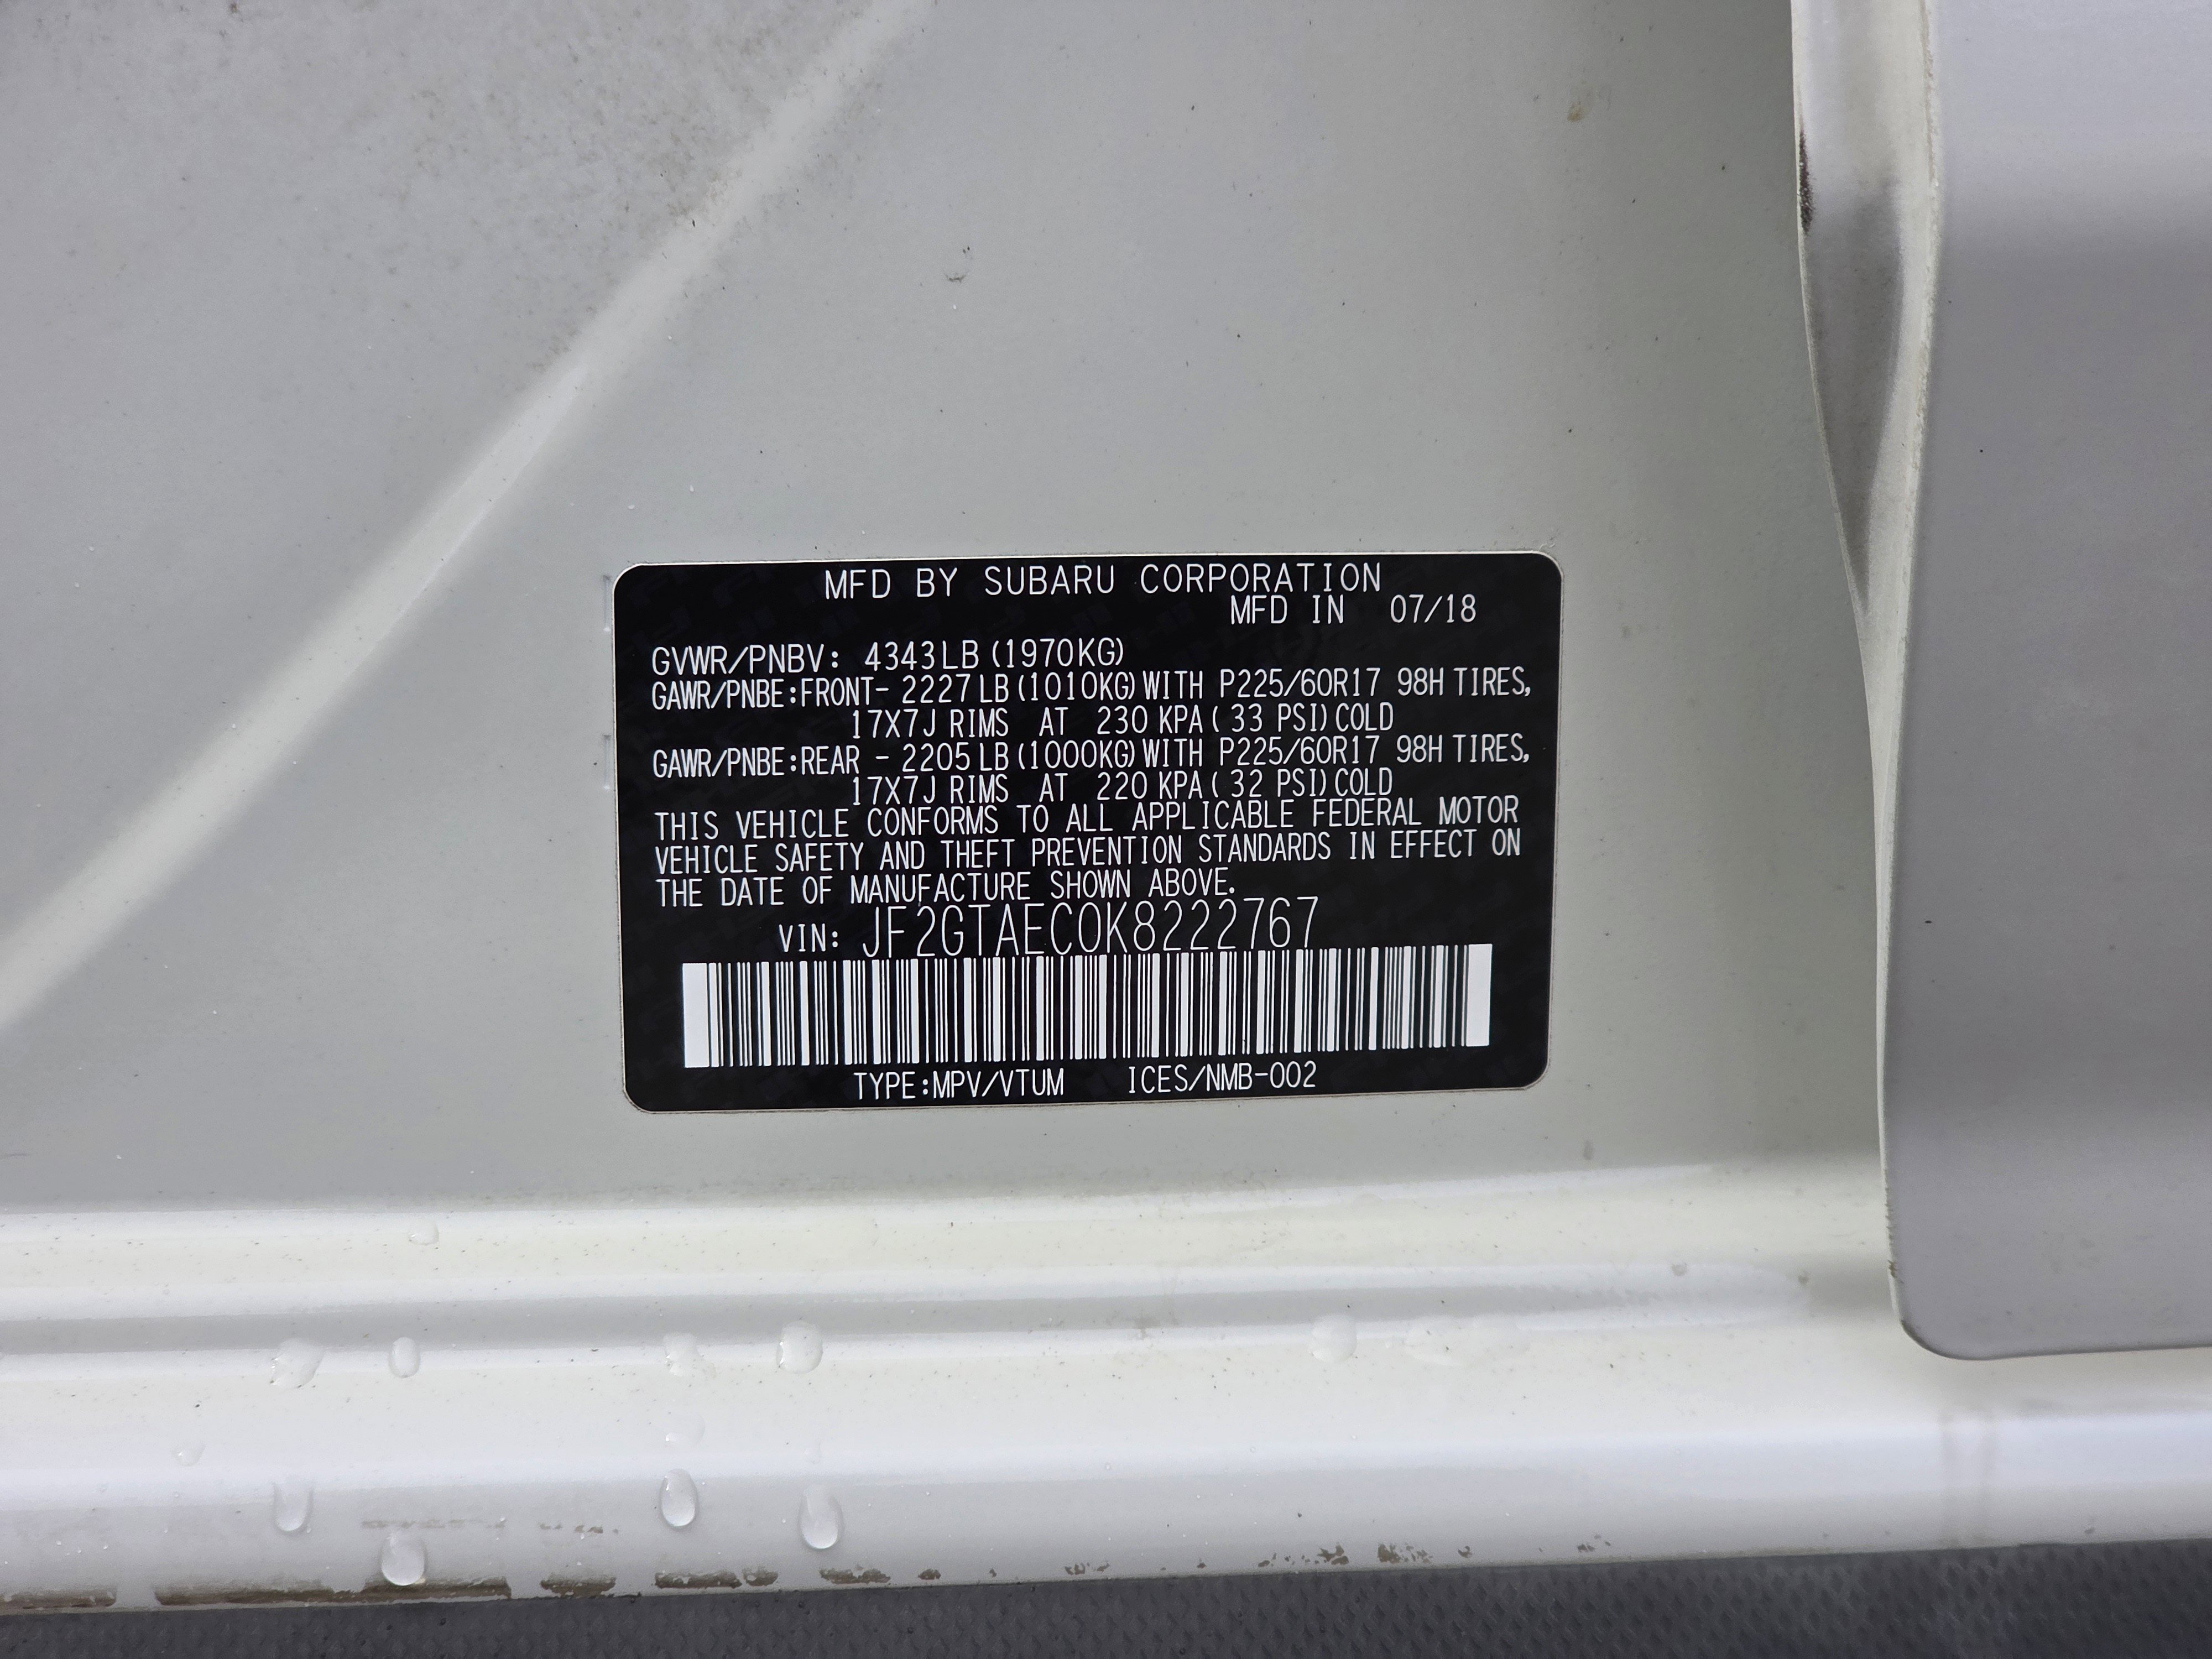 MFD BY SUBARU CORPORATION
MFD IN 07/18
GVWR/PNBV: 4343LB (1970KG)
GAWR/PNBE:FRONT- 2227LB (1010KG) WITH P225/60R17 98H TIRES,
17X7J RIMS AT 230 KPA ( 33 PSI) COLD
GAWR/PNBE:REAR - 2205LB (1000KG) WITH P225/60R17 98H TIRES,
17X7J RIMS AT 220 KPA ( 32 PSI) COLD
THIS VEHICLE CONFORMS TO ALL APPLICABLE FEDERAL MOTOR
VEHICLE SAFETY AND THEFT PREVENTION STANDARDS IN EFFECT ON
THE DATE OF MANUFACTURE SHOWN ABOVE.
VIN: JF2GTAEC0K8222767
TYPE:MPV/VTUM ICES/NMB-002